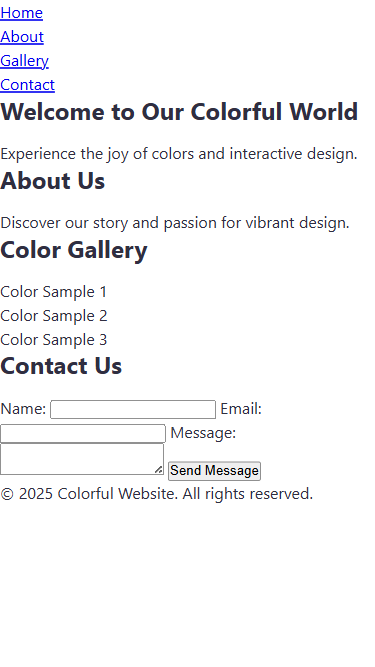 Home
About
Gallery
Contact
Welcome to Our Colorful World
Experience the joy of colors and interactive design.
About Us
Discover our story and passion for vibrant design.
Color Gallery
Color Sample 1
Color Sample 2
Color Sample 3
Contact Us
Name: Email:
Message:
Send Message
© 2025 Colorful Website. All rights reserved.